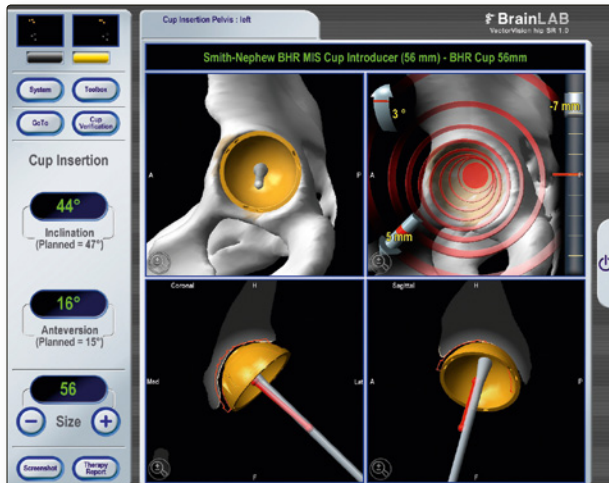 Cup Insertion Pelvis : left
BrainLAB
VectorVision hip SR 1.0
Smith-Nephew BHR MIS Cup Introducer (56 mm) - BHR Cup 56mm
System
Toolbox
GoTo
Cup Verification
Cup Insertion
44°
Inclination
(Planned = 47°)
16°
Anteversion
(Planned = 15°)
56
Size
Screenshot
Therapy Report
A
P
3 °
-7 mm
A
P
5 mm
Coronal
H
Med
Lat
F
Sagittal
H
A
P
F